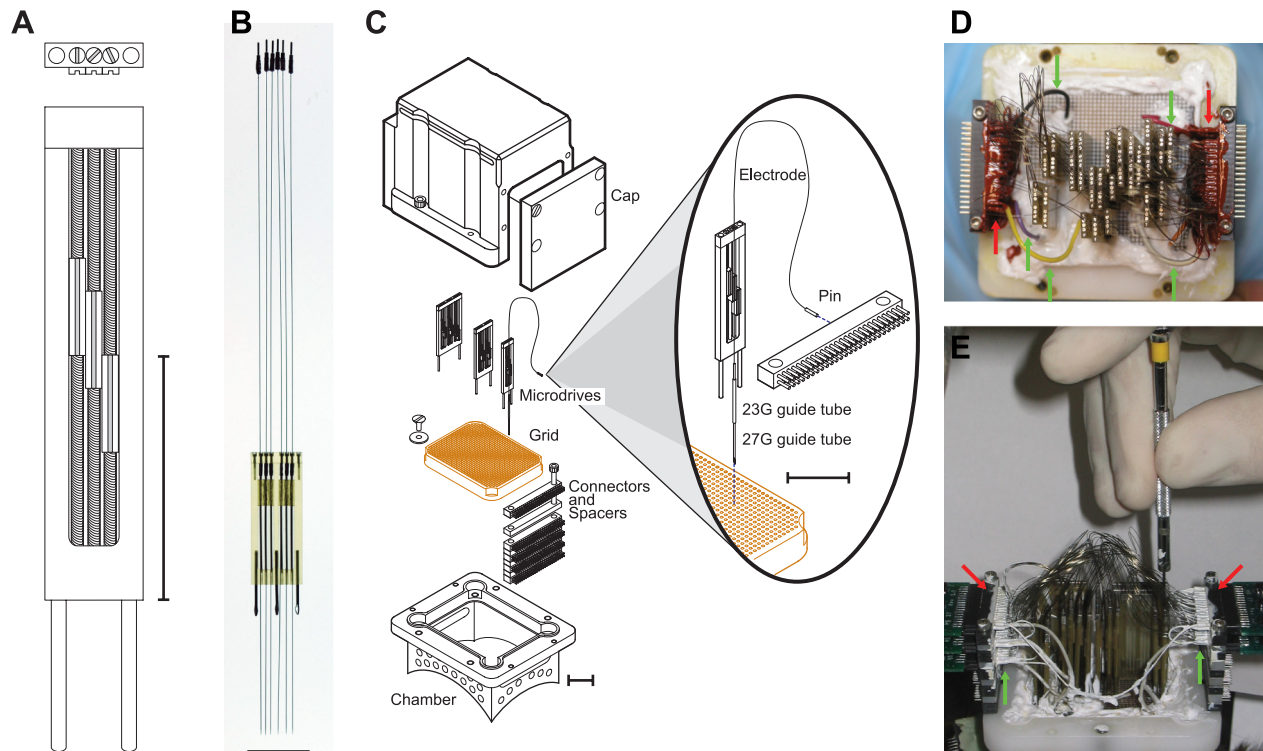 A
B
C
D
E
Cap
Electrode
Pin
Microdrives
Grid
23G guide tube
27G guide tube
Connectors
and
Spacers
Chamber